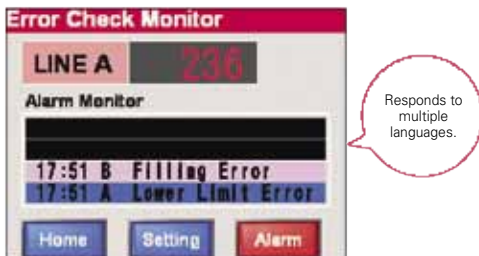 Error Check Monitor
LINE A 236
Alarm Monitor
17:51 B Filling Error
17:51 A Lower Limit Error
Home Setting Alarm
Responds to
multiple
languages.